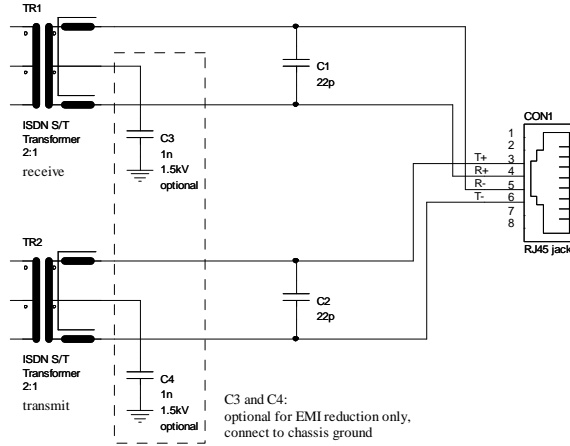 TR1
ISDN S/T
Transformer
2:1
receive
C3
1n
1.5kV
optional
C1
22p
CON1
1
2
T+ 3
R+ 4
R- 5
T- 6
7
8
RJ45 jack
TR2
ISDN S/T
Transformer
2:1
transmit
C4
1n
1.5kV
optional
C2
22p
C3 and C4:
optional for EMI reduction only,
connect to chassis ground